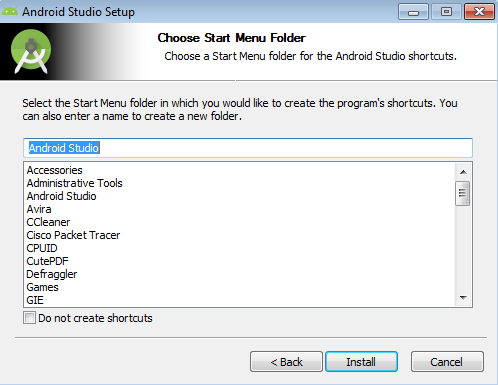 Android Studio Setup
Choose Start Menu Folder
Choose a Start Menu folder for the Android Studio shortcuts.
Select the Start Menu folder in which you would like to create the program's shortcuts. You
can also enter a name to create a new folder.
Android Studio
Accessories
Administrative Tools
Android Studio
Avira
CCleaner
Cisco Packet Tracer
CPUID
CutePDF
Defraggler
Games
GIE
Do not create shortcuts
< Back
Install
Cancel